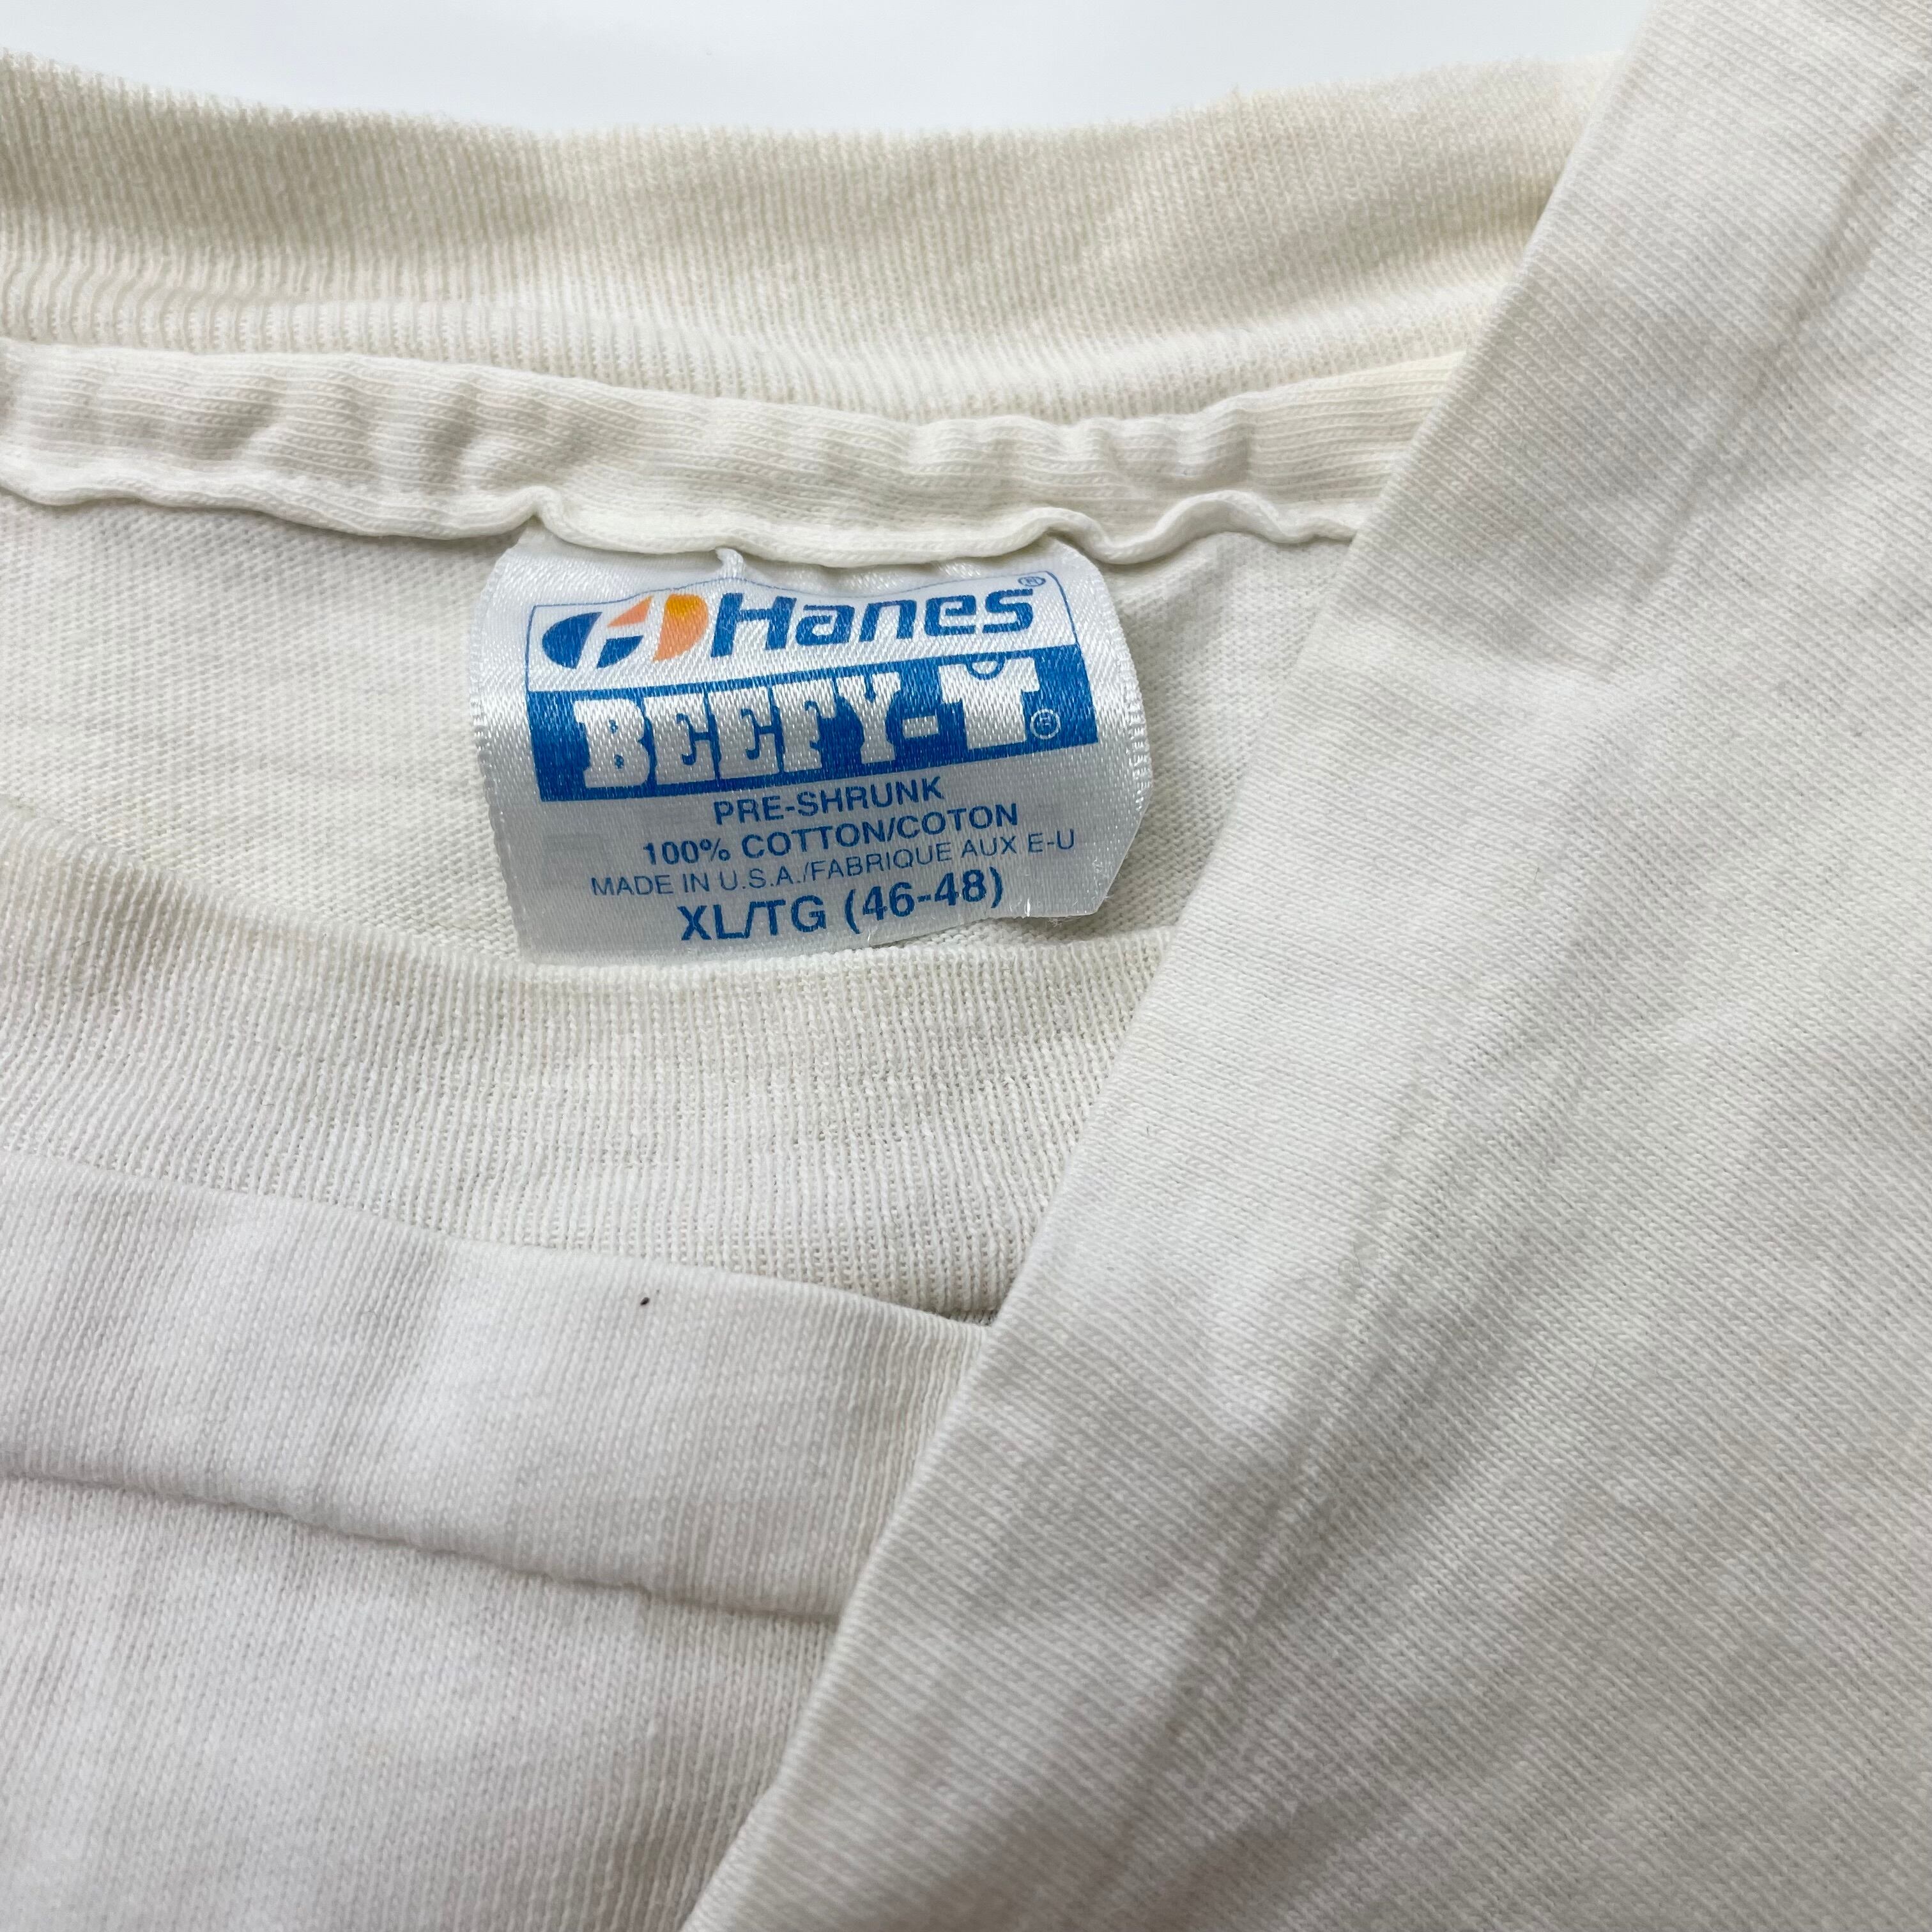 Hanes®
BEEFY-T®
PRE-SHRUNK
100% COTTON/COTON
MADE IN U.S.A./FABRIQUE AUX E-U
XL/TG (46-48)